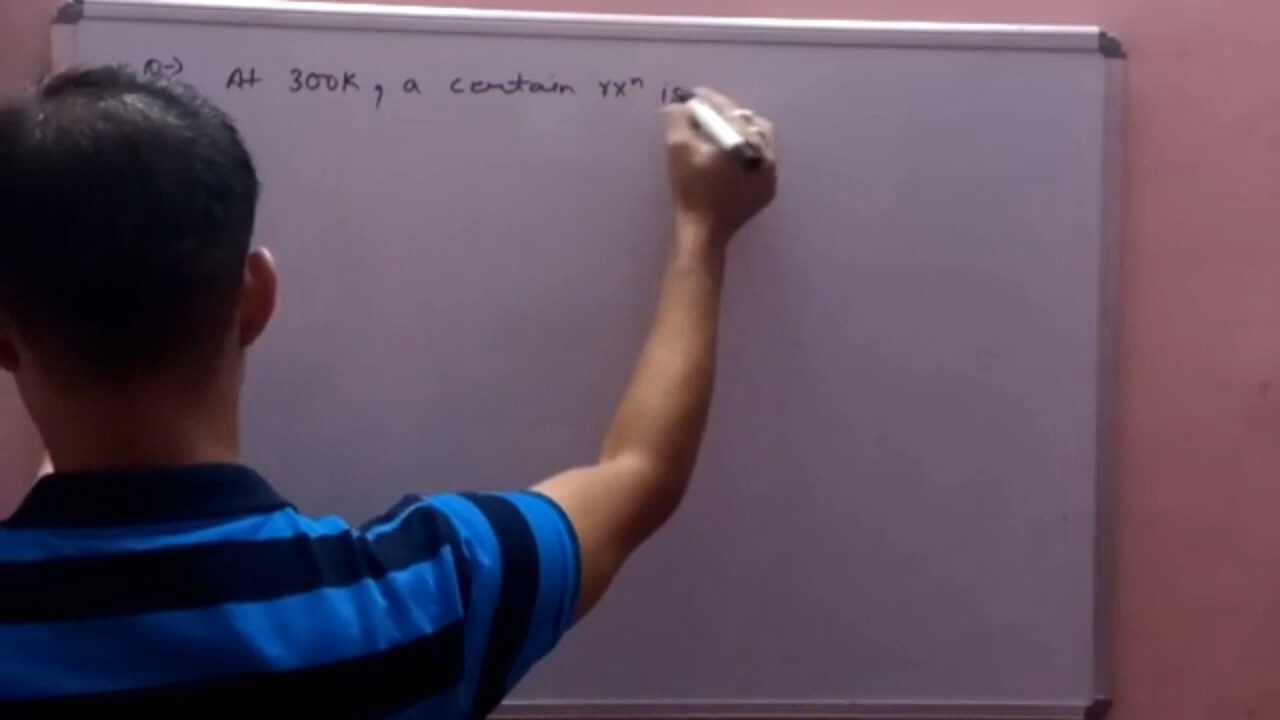 Q→ At 300K, a certain rxⁿ is